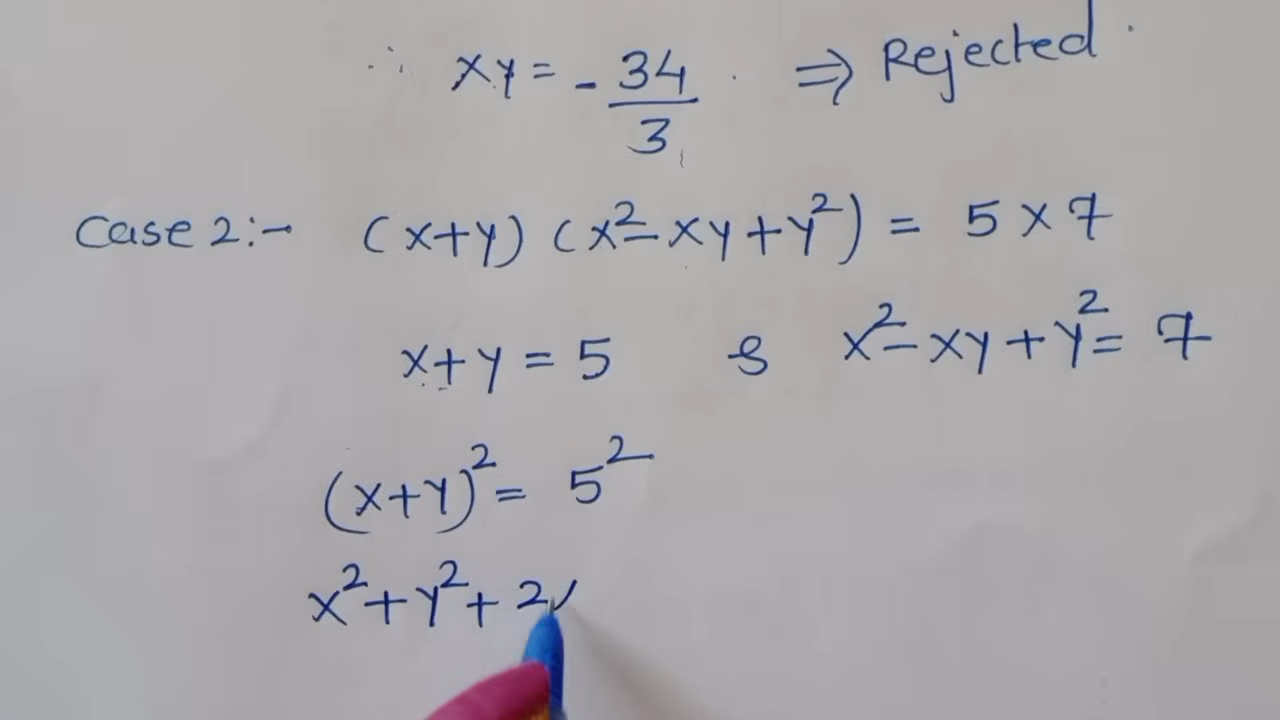 ∴ xy = -34/3 ⇒ Rejected
Case 2:- (x+y) (x²-xy+y²) = 5×7
x+y = 5 & x²-xy+y² = 7
(x+y)² = 5²
x²+y²+2